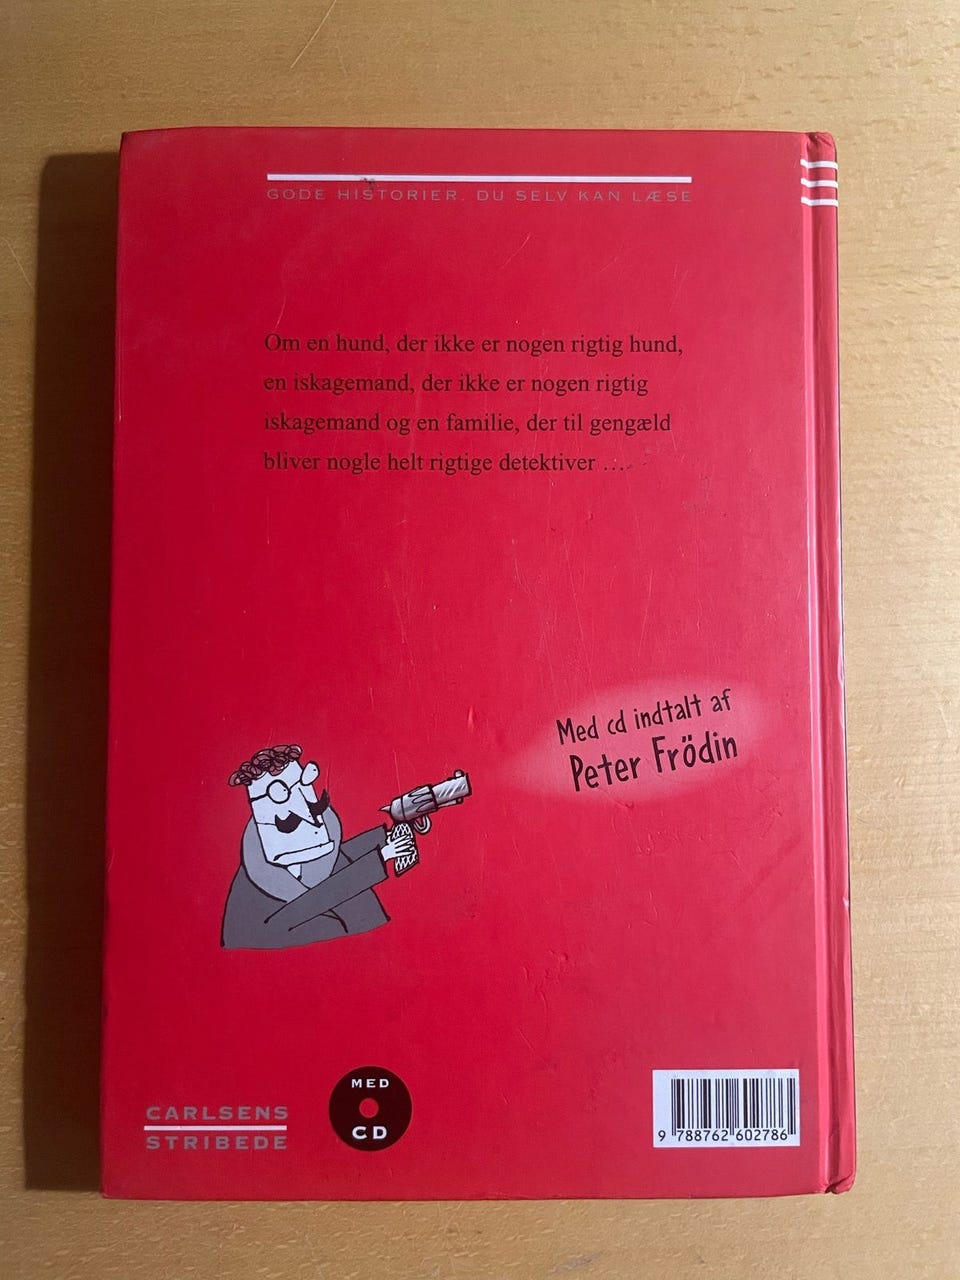 GODE HISTORIER, DU SELV KAN LÆSE
Om en hund, der ikke er nogen rigtig hund,
en iskagemand, der ikke er nogen rigtig
iskagemand og en familie, der til gengæld
bliver nogle helt rigtige detektiver ...
Med cd indtalt af
Peter Frödin
CARLSENS
STRIBEDE
MED
CD
9 788762 602786